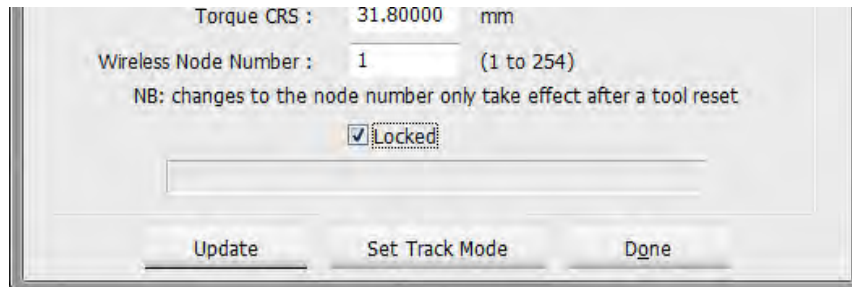 Torque CRS : 31.80000 mm
Wireless Node Number : 1 (1 to 254)
NB: changes to the node number only take effect after a tool reset
Locked
Update Set Track Mode Done